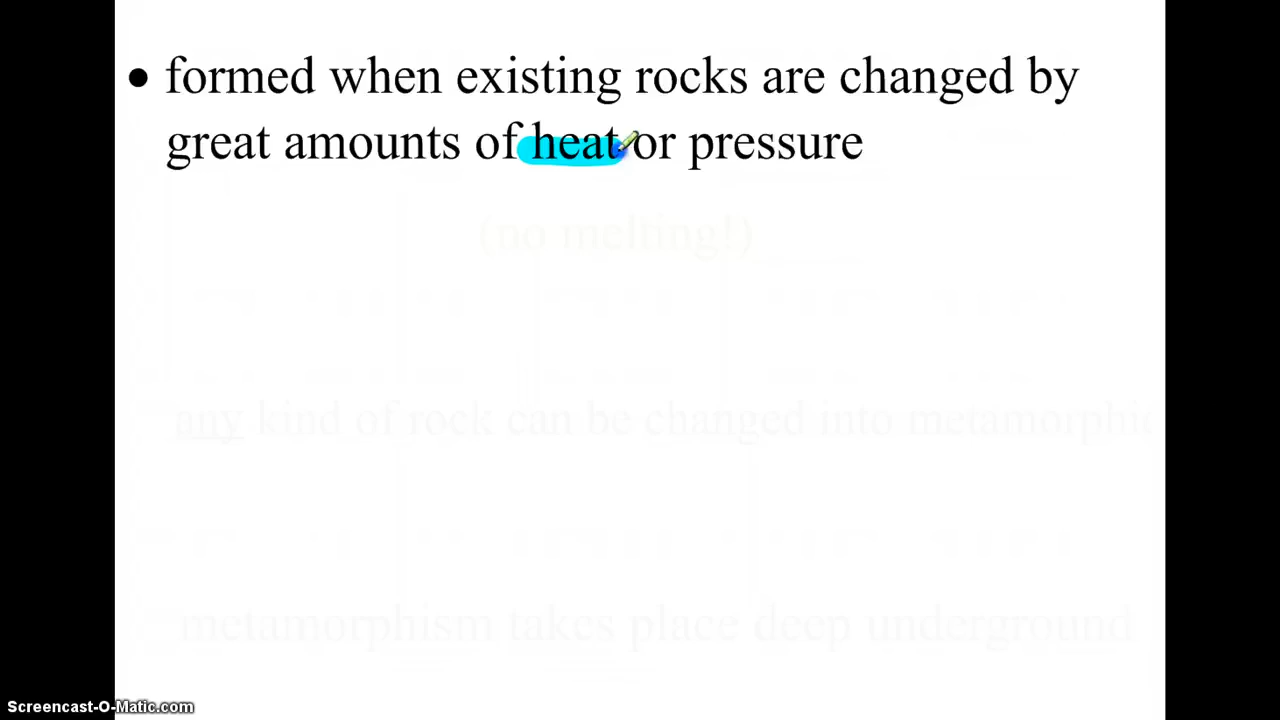 • formed when existing rocks are changed by
great amounts of heat or pressure
(no melting!)
any kind of rock can be changed into metamorphic
metamorphism takes place deep underground
Screencast-O-Matic.com